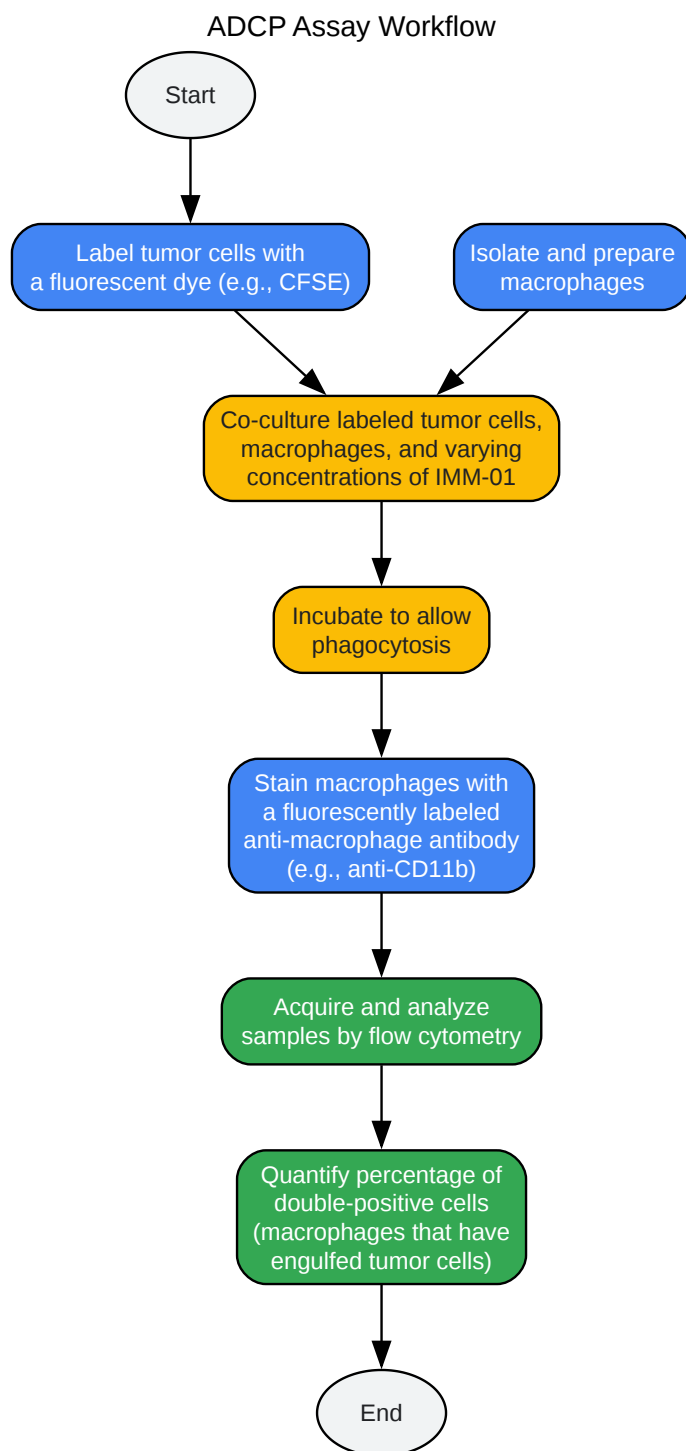 ADCP Assay Workflow
Start
Label tumor cells with
a fluorescent dye (e.g., CFSE)
Isolate and prepare
macrophages
Co-culture labeled tumor cells,
macrophages, and varying
concentrations of IMM-01
Incubate to allow
phagocytosis
Stain macrophages with
a fluorescently labeled
anti-macrophage antibody
(e.g., anti-CD11b)
Acquire and analyze
samples by flow cytometry
Quantify percentage of
double-positive cells
(macrophages that have
engulfed tumor cells)
End